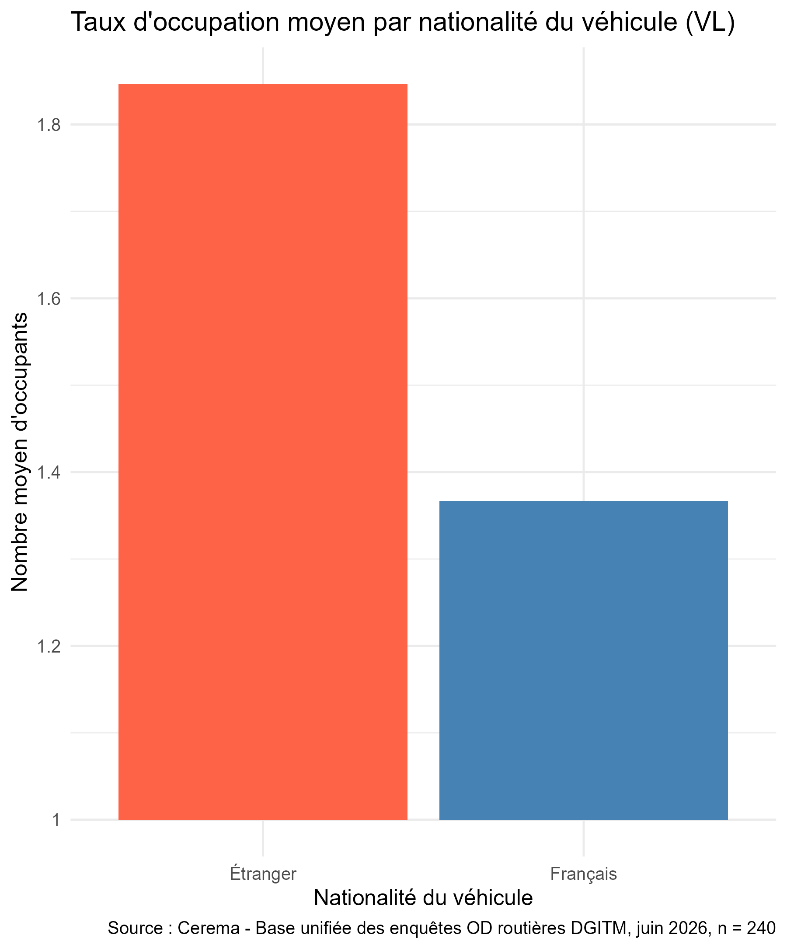 Taux d'occupation moyen par nationalité du véhicule (VL)
Nombre moyen d'occupants
1.8
1.6
1.4
1.2
1
Étranger
Français
Nationalité du véhicule
Source : Cerema - Base unifiée des enquêtes OD routières DGITM, juin 2026, n = 240